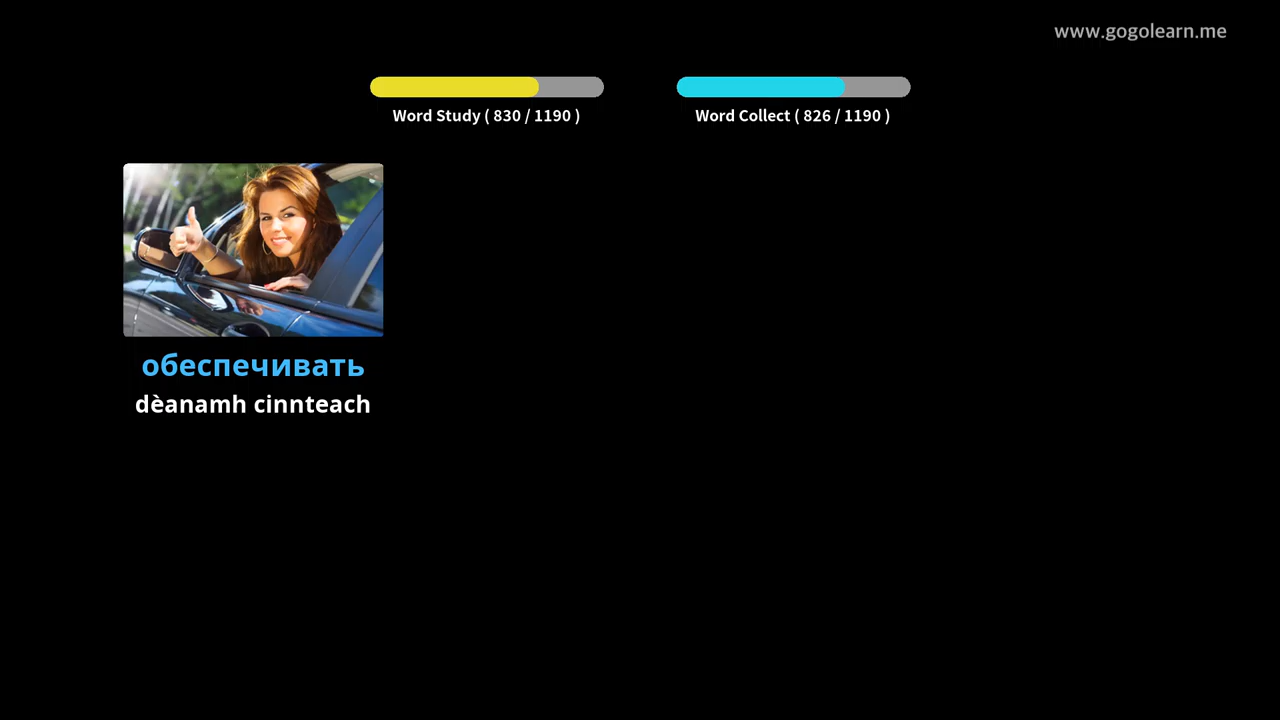 www.gogolearn.me
Word Study ( 830 / 1190 )
Word Collect ( 826 / 1190 )
обеспечивать
dèanamh cinnteach